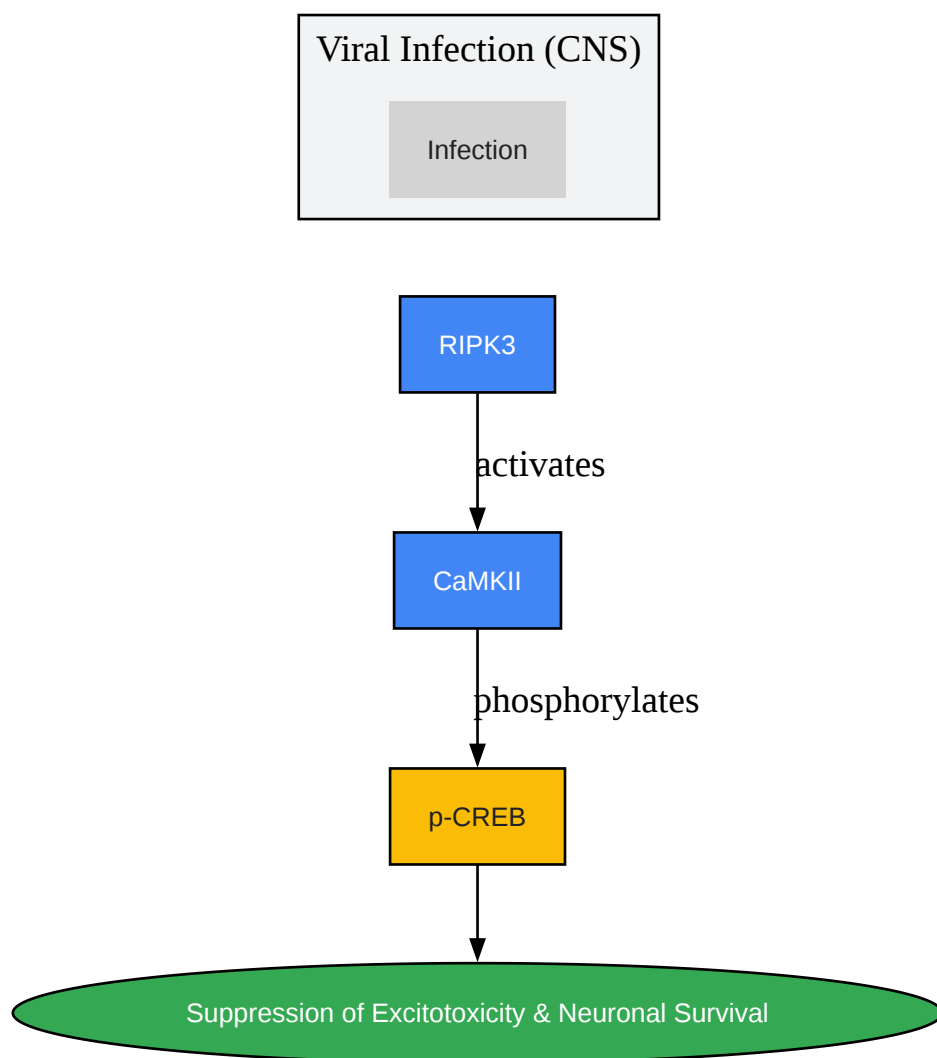 Viral Infection (CNS)
Infection
RIPK3
activates
CaMKII
phosphorylates
p-CREB
Suppression of Excitotoxicity & Neuronal Survival